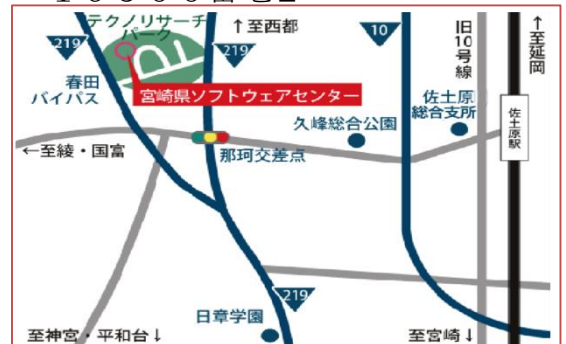 テクノリサーチ
パーク
219
↑至西都
219
10
旧10号線
↑至延岡
春田
バイパス
宮崎県ソフトウェアセンター
佐土原
総合支所
久峰総合公園
佐土原駅
←至綾・国富
那珂交差点
219
日章学園
至神宮・平和台↓
至宮崎↓